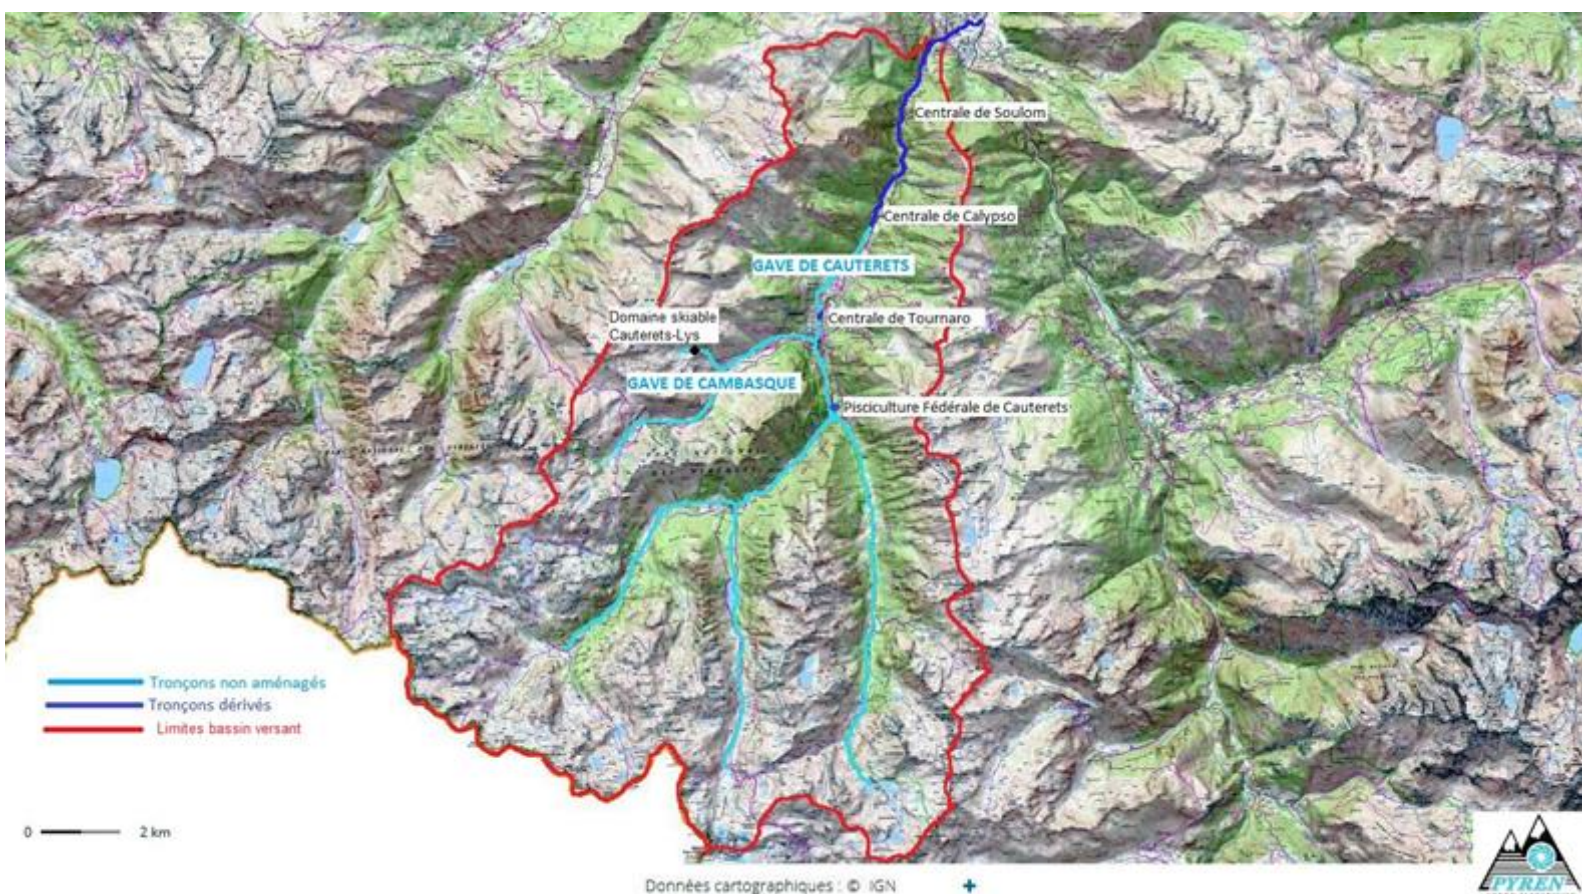 Centrale de Soulom
Centrale de Calypso
GAVE DE CAUTERETS
Domaine skiable
Cauterets-Lys
Centrale de Tournaro
GAVE DE CAMBASQUE
Pisciculture Fédérale de Cauterets
Tronçons non aménagés
Tronçons dérivés
Limites bassin versant
0 2 km
Données cartographiques : © IGN
PYREN